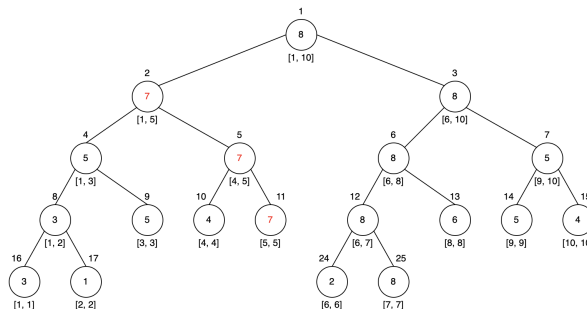 1
8
[1, 10]
2 3
7 8
[1, 5] [6, 10]
4 5 6 7
5 7 8 5
[1, 3] [4, 5] [6, 8] [9, 10]
8 9 10 11 12 13 14 15
3 5 4 7 8 6 5 4
[1, 2] [3, 3] [4, 4] [5, 5] [6, 7] [8, 8] [9, 9] [10, 10
16 17 24 25
3 1 2 8
[1, 1] [2, 2] [6, 6] [7, 7]